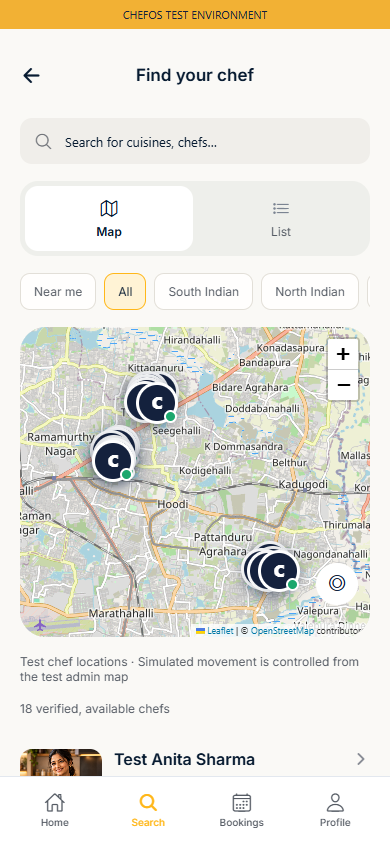 CHEFOS TEST ENVIRONMENT
Find your chef
Search for cuisines, chefs...
Map
List
Near me
All
South Indian
North Indian
Hirandahalli
Konadasapura
Kittaganuru
Bandapura
Bidare Agrahara
Doddabanahalli
Seegehalli
Ramamurthy
Nagar
K Dommasandra
Belthur
Kodigehalli
Kadugodi
Hoodi
Pattanduru
Agrahara
Nagondanahalli
Valepura
Marathahalli
+
−
C
C
C
Leaflet | © OpenStreetMap contributor
Test chef locations · Simulated movement is controlled from
the test admin map
18 verified, available chefs
Test Anita Sharma
Home
Search
Bookings
Profile